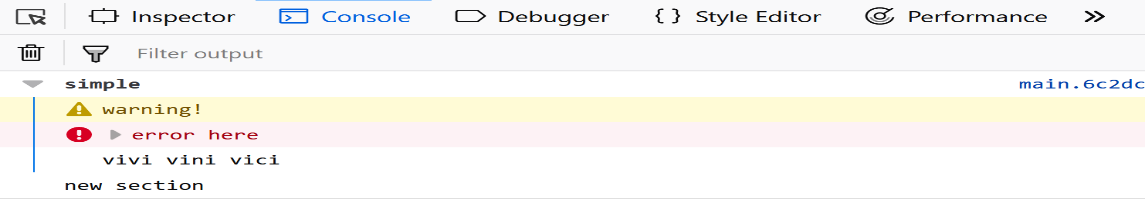 Inspector Console Debugger { } Style Editor Performance »
Filter output
simple main.6c2dc
warning!
error here
vivi vini vici
new section